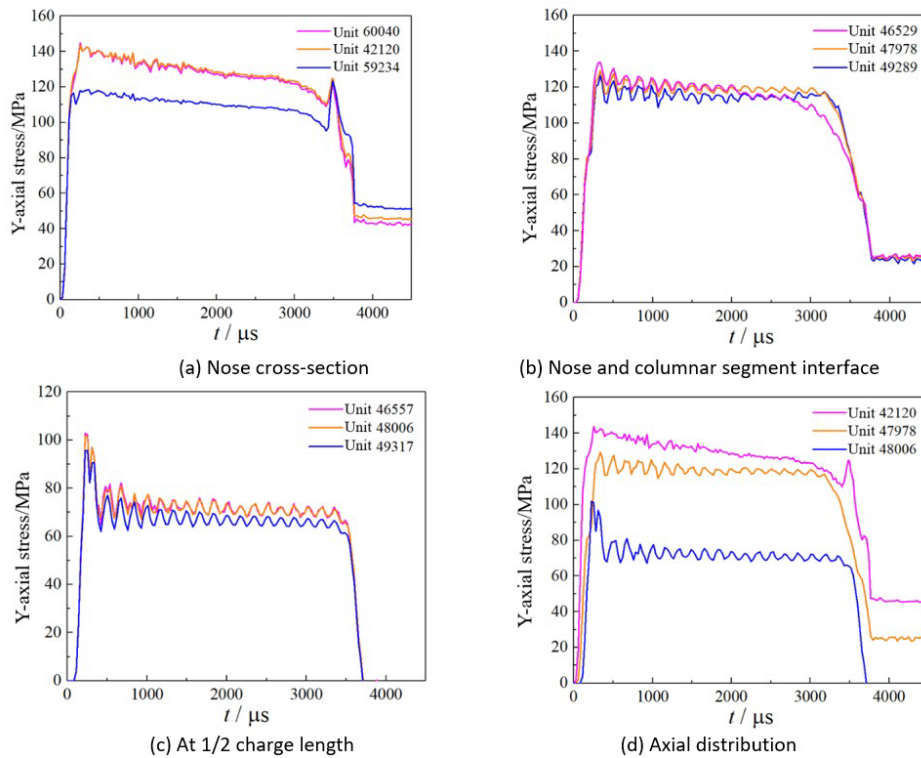 160
140
120
100
80
60
40
20
0
Y-axial stress/MPa
Unit 60040
Unit 42120
Unit 59234
0 1000 2000 3000 4000
t / μs
(a) Nose cross-section
160
140
120
100
80
60
40
20
0
Y-axial stress/MPa
Unit 46529
Unit 47978
Unit 49289
0 1000 2000 3000 4000
t / μs
(b) Nose and columnar segment interface
120
100
80
60
40
20
0
Y-axial stress/MPa
Unit 46557
Unit 48006
Unit 49317
0 1000 2000 3000 4000
t / μs
(c) At 1/2 charge length
160
140
120
100
80
60
40
20
0
Y-axial stress/MPa
Unit 42120
Unit 47978
Unit 48006
0 1000 2000 3000 4000
t / μs
(d) Axial distribution